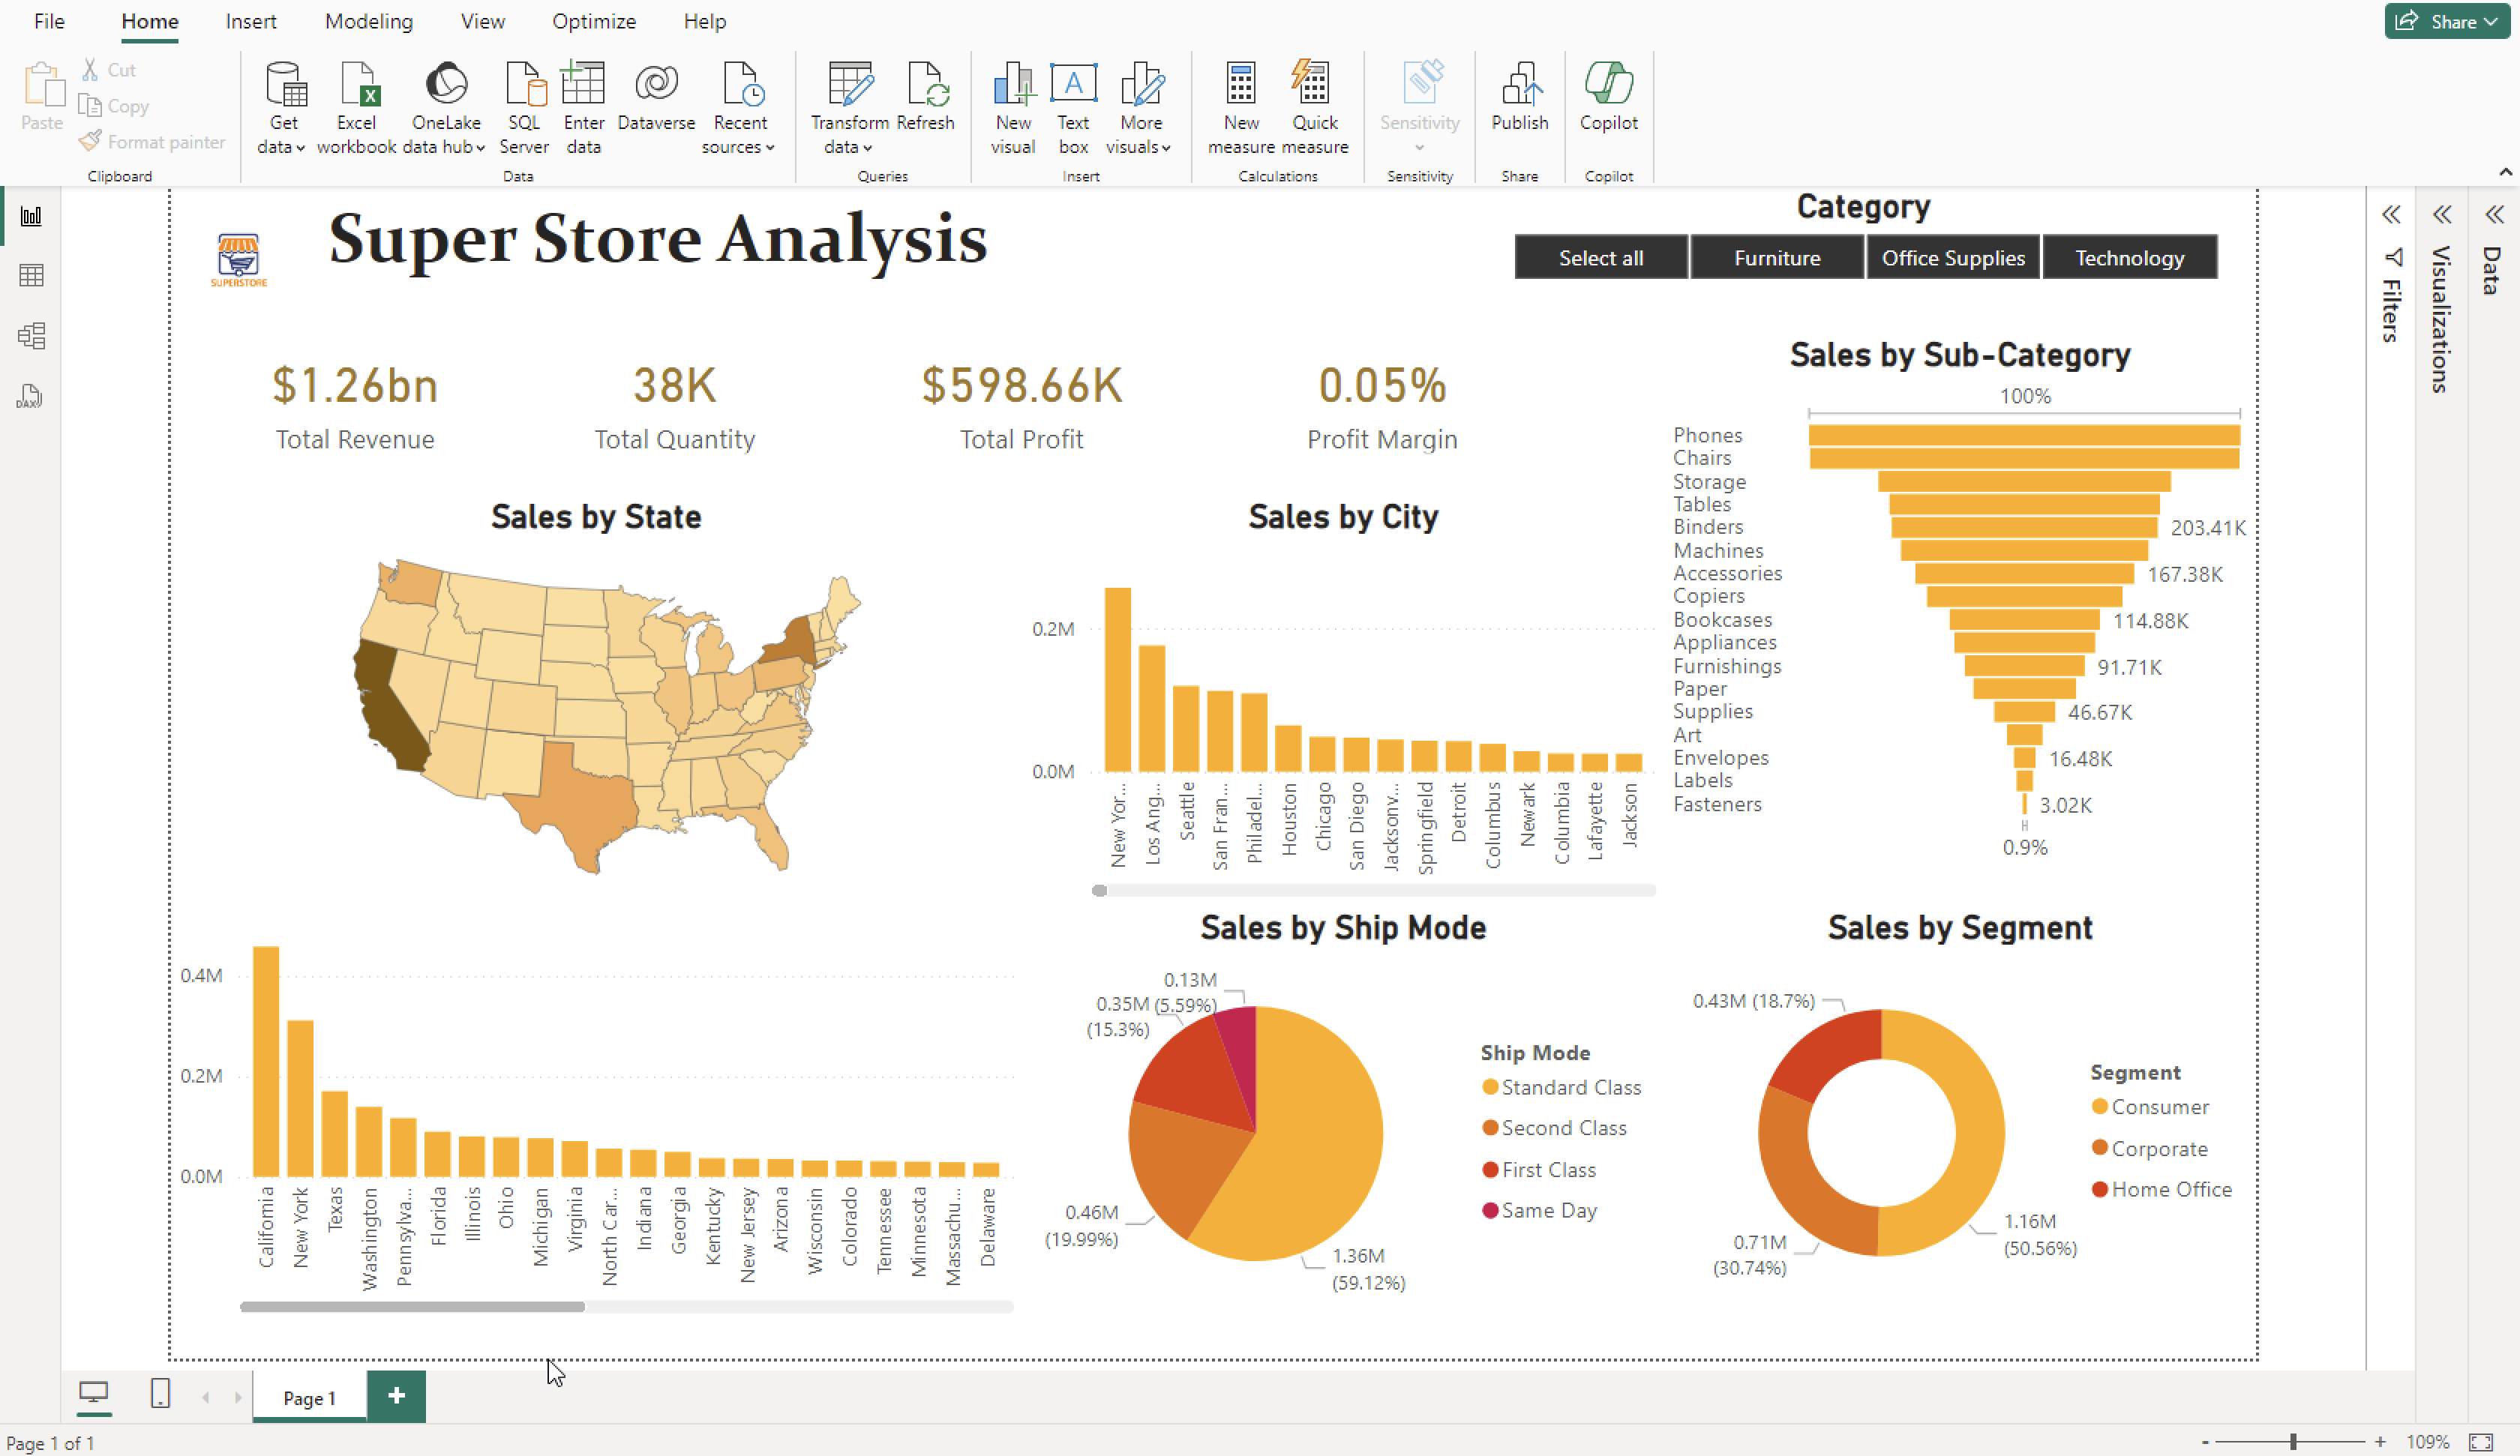 File Home Insert Modeling View Optimize Help Share
Paste
Cut
Copy
Format painter
Clipboard
Get data
Excel workbook
OneLake data hub
SQL Server
Enter data
Dataverse
Recent sources
Data
Transform data
Refresh
Queries
New visual
Text box
A
More visuals
Insert
New measure
Quick measure
Calculations
Sensitivity
Sensitivity
Publish
Share
Copilot
Copilot
DAX
SUPERSTORE
Super Store Analysis
Category
Select all Furniture Office Supplies Technology
Filters
Visualizations
Data
$1.26bn
Total Revenue
38K
Total Quantity
$598.66K
Total Profit
0.05%
Profit Margin
Sales by Sub-Category
100%
Phones
Chairs
Storage
Tables
Binders 203.41K
Machines
Accessories 167.38K
Copiers
Bookcases 114.88K
Appliances
Furnishings 91.71K
Paper
Supplies 46.67K
Art
Envelopes 16.48K
Labels
Fasteners 3.02K
0.9%
Sales by State
Sales by City
0.2M
0.0M
New Yor...
Los Ang...
Seattle
San Fran...
Philadel...
Houston
Chicago
San Diego
Jacksonv...
Springfield
Detroit
Columbus
Newark
Columbia
Lafayette
Jackson
0.4M
0.2M
0.0M
California
New York
Texas
Washington
Pennsylva...
Florida
Illinois
Ohio
Michigan
Virginia
North Car...
Indiana
Georgia
Kentucky
New Jersey
Arizona
Wisconsin
Colorado
Tennessee
Minnesota
Massachu...
Delaware
Sales by Ship Mode
0.13M
(5.59%)
0.35M
(15.3%)
0.46M
(19.99%)
1.36M
(59.12%)
Ship Mode
Standard Class
Second Class
First Class
Same Day
Sales by Segment
0.43M (18.7%)
0.71M
(30.74%)
1.16M
(50.56%)
Segment
Consumer
Corporate
Home Office
Page 1 +
Page 1 of 1
- + 109%